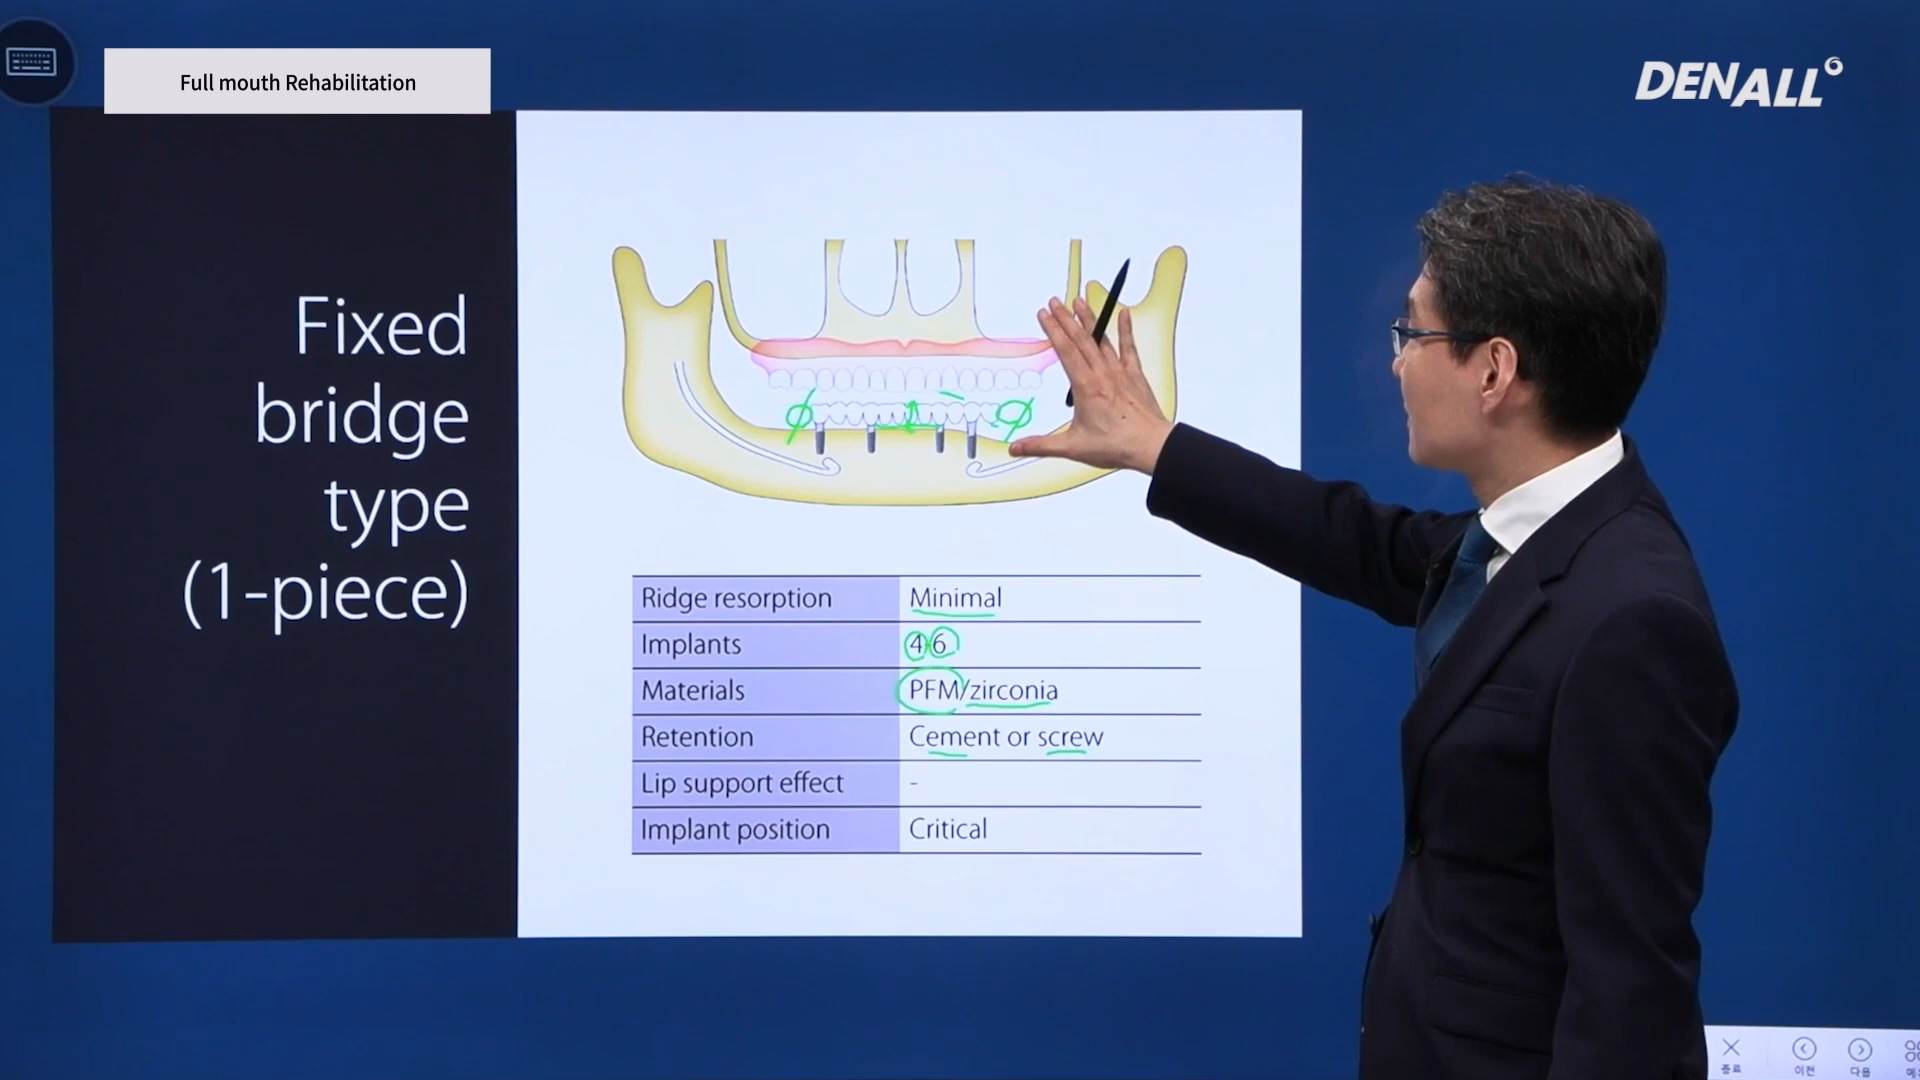 Full mouth Rehabilitation
DENALL
Fixed
bridge
type
(1-piece)
Ridge resorption Minimal
Implants 4 6
Materials PFM/zirconia
Retention Cement or screw
Lip support effect -
Implant position Critical
종료 이전 다음